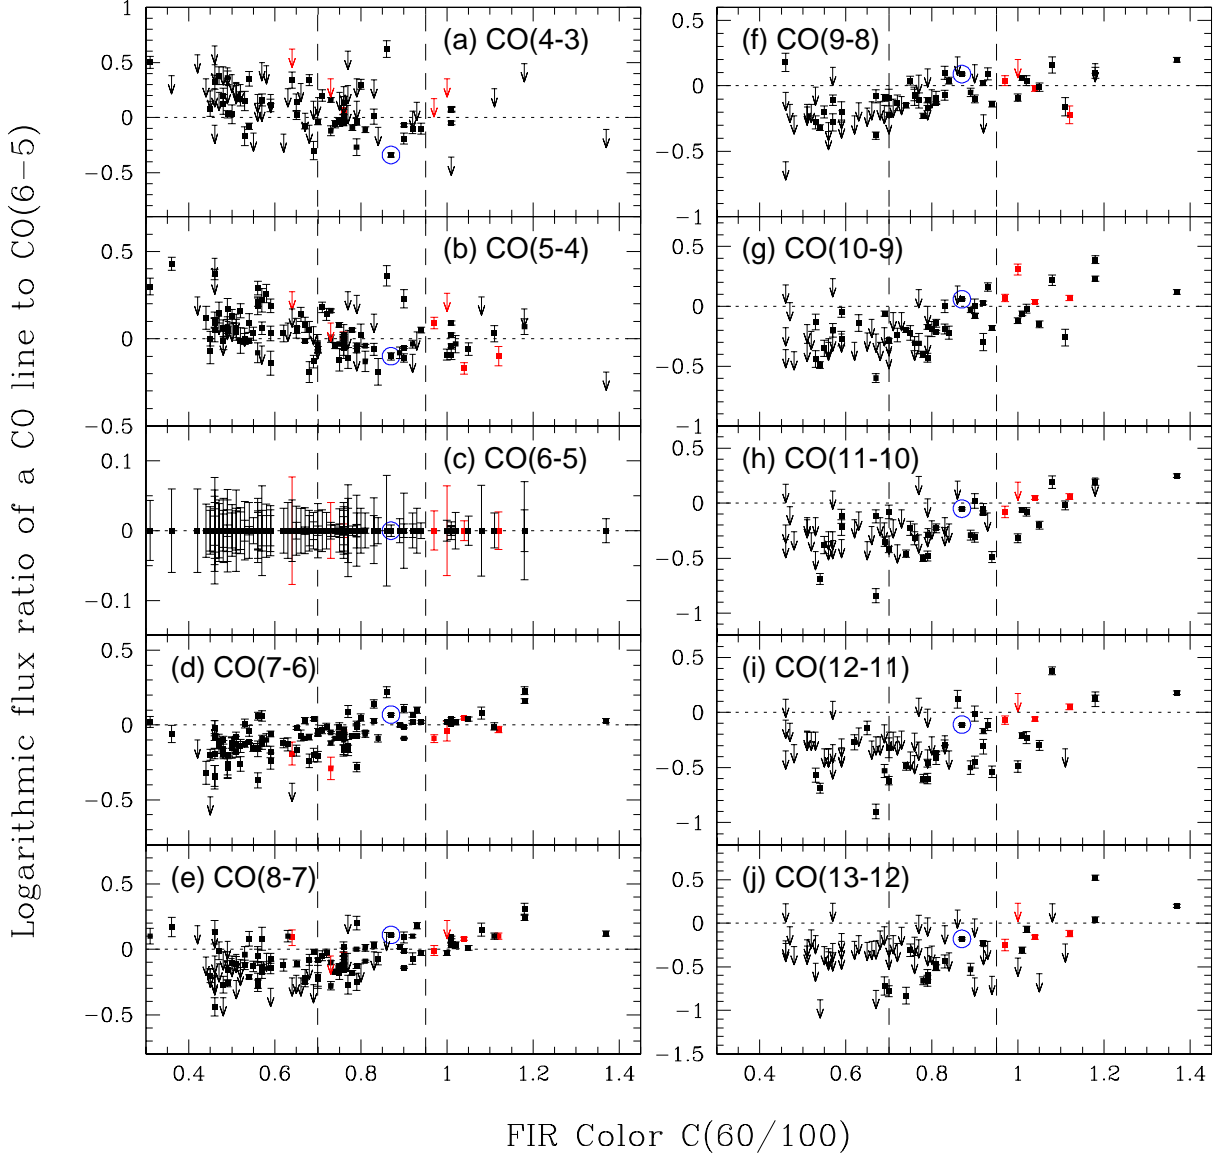 Logarithmic flux ratio of a CO line to CO(6-5)
(a) CO(4-3)
1
0.5
0
-0.5
(b) CO(5-4)
0.5
0
-0.5
(c) CO(6-5)
0.1
0
-0.1
(d) CO(7-6)
0.5
0
-0.5
(e) CO(8-7)
0.5
0
-0.5
0.4 0.6 0.8 1 1.2 1.4
(f) CO(9-8)
0.5
0
-0.5
-1
(g) CO(10-9)
0.5
0
-0.5
-1
(h) CO(11-10)
0.5
0
-0.5
-1
(i) CO(12-11)
0.5
0
-0.5
-1
(j) CO(13-12)
0.5
0
-0.5
-1
-1.5
0.4 0.6 0.8 1 1.2 1.4
FIR Color C(60/100)